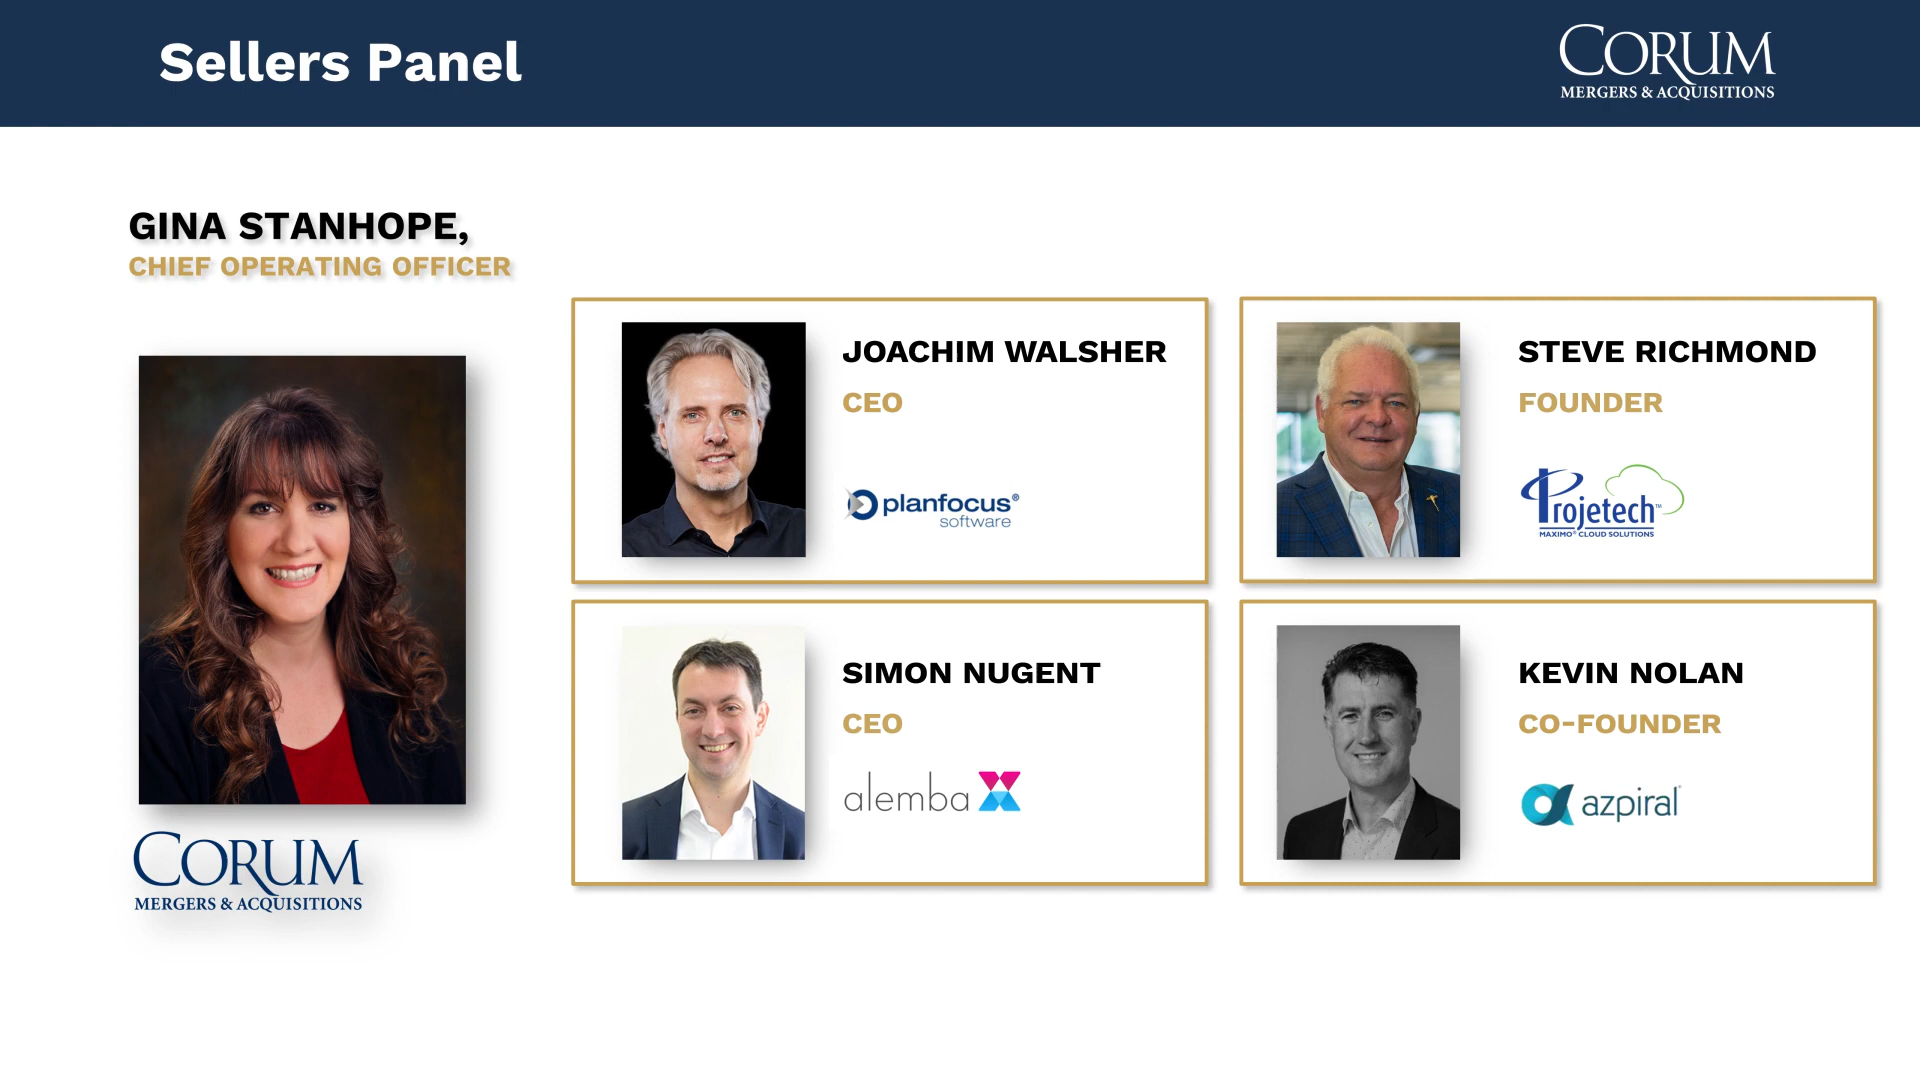 Sellers Panel
CORUM
MERGERS & ACQUISITIONS
GINA STANHOPE,
CHIEF OPERATING OFFICER
CORUM
MERGERS & ACQUISITIONS
JOACHIM WALSHER
CEO
planfocus®
software
STEVE RICHMOND
FOUNDER
Projetech™
MAXIMO® CLOUD SOLUTIONS
SIMON NUGENT
CEO
alemba
KEVIN NOLAN
CO-FOUNDER
azpiral